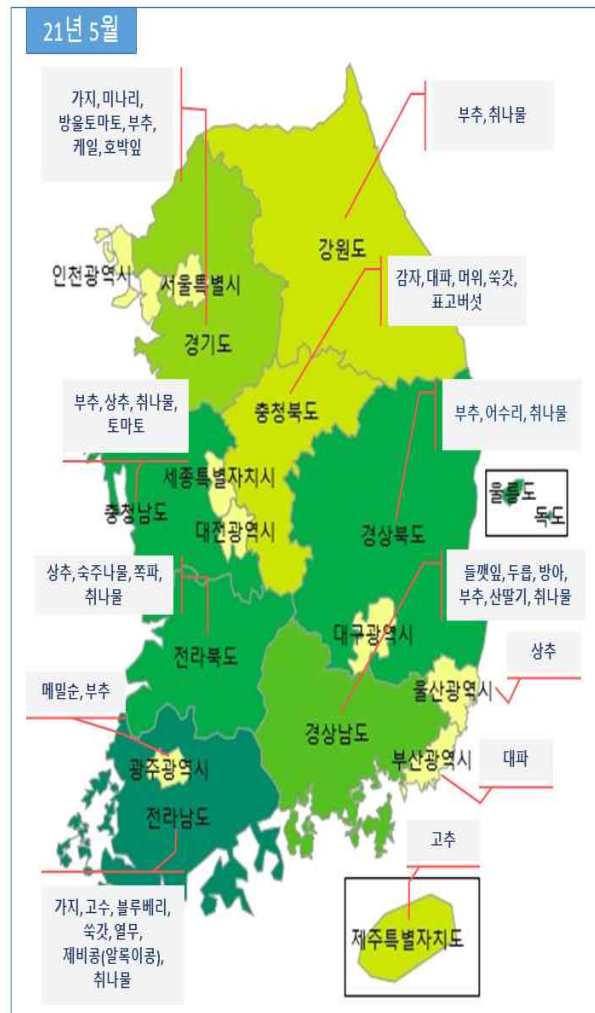 21년 5월
가지, 미나리,
방울토마토, 부추,
케일, 호박잎
부추, 취나물
강원도
인천광역시
서울특별시
감자, 대파, 머위, 쑥갓,
표고버섯
경기도
부추, 상추, 취나물,
토마토
충청북도
부추, 어수리, 취나물
세종특별자치시
울릉도
충청남도
독도
대전광역시
경상북도
상추, 숙주나물, 쪽파,
취나물
들깻잎, 두릅, 방아,
부추, 산딸기, 취나물
대구광역시
전라북도
상추
메밀순, 부추
울산광역시
경상남도
부산광역시
대파
광주광역시
전라남도
고추
가지, 고수, 블루베리,
쑥갓, 열무,
제비콩(알록이콩),
취나물
제주특별자치도